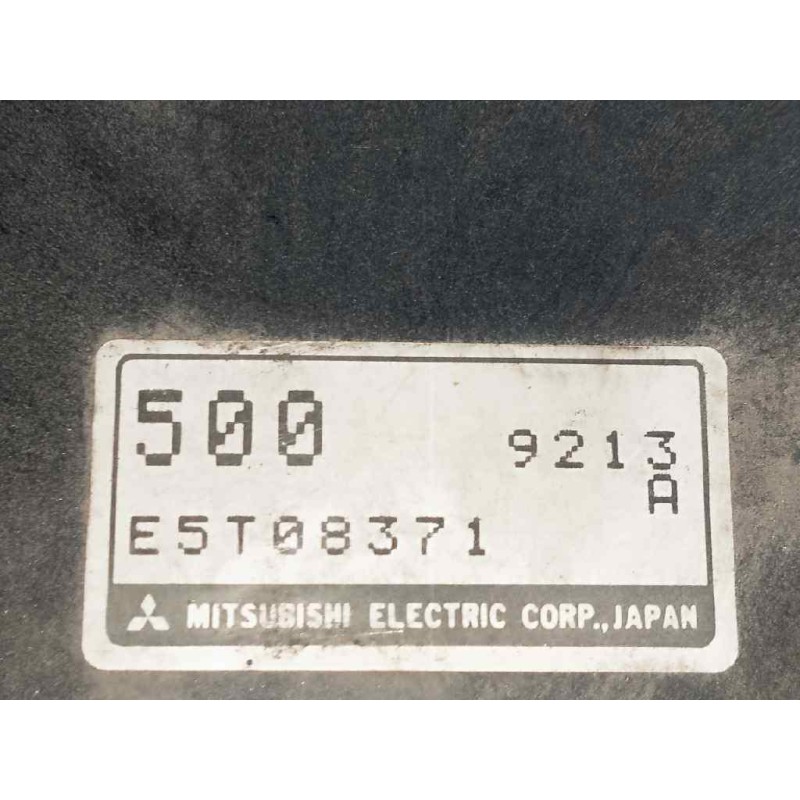 500 9213
A
E5T08371
MITSUBISHI ELECTRIC CORP., JAPAN